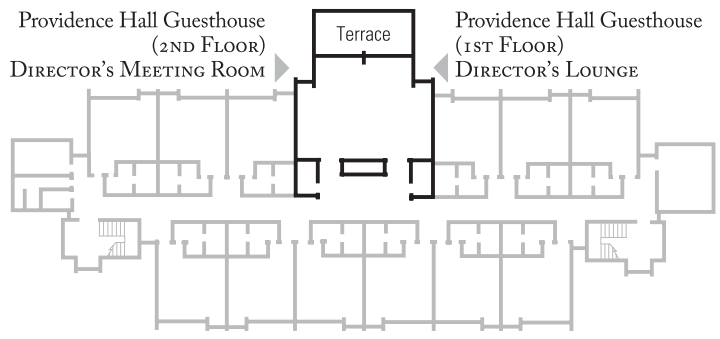 Providence Hall Guesthouse
(2nd Floor)
Director's Meeting Room
Terrace
Providence Hall Guesthouse
(1st Floor)
Director's Lounge